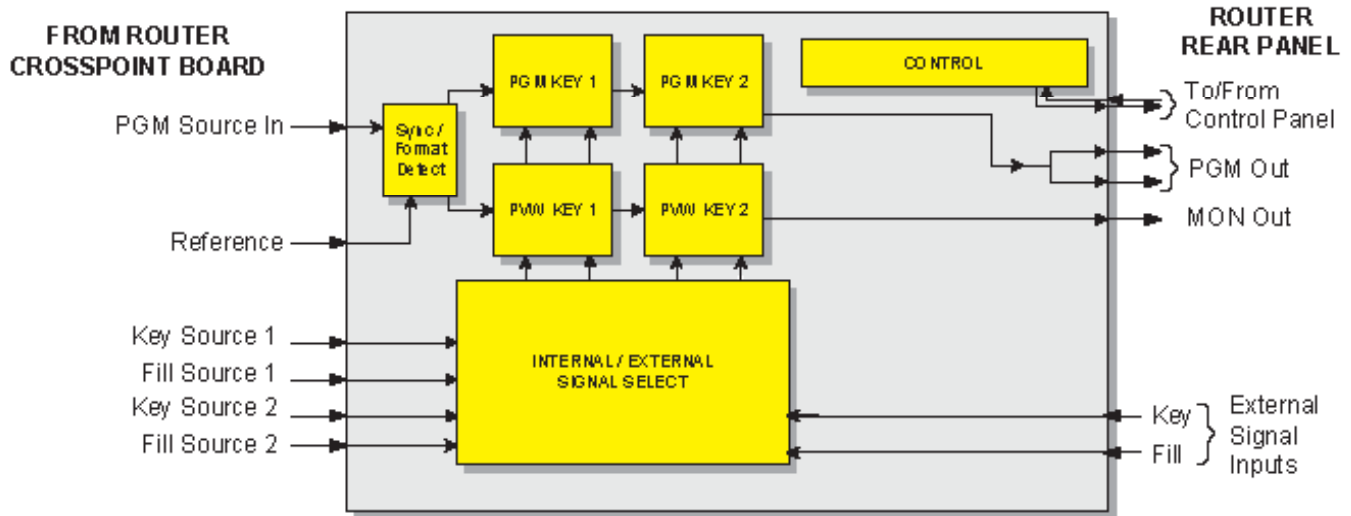 FROM ROUTER
CROSSPOINT BOARD
ROUTER
REAR PANEL
PGM KEY 1
PGM KEY 2
CONTROL
To/From
Control Panel
PGM Source In
Sync /
Format
Detect
PGM Out
PVW KEY 1
PVW KEY 2
MON Out
Reference
Key Source 1
Fill Source 1
Key Source 2
Fill Source 2
INTERNAL / EXTERNAL
SIGNAL SELECT
Key
Fill
External
Signal
Inputs